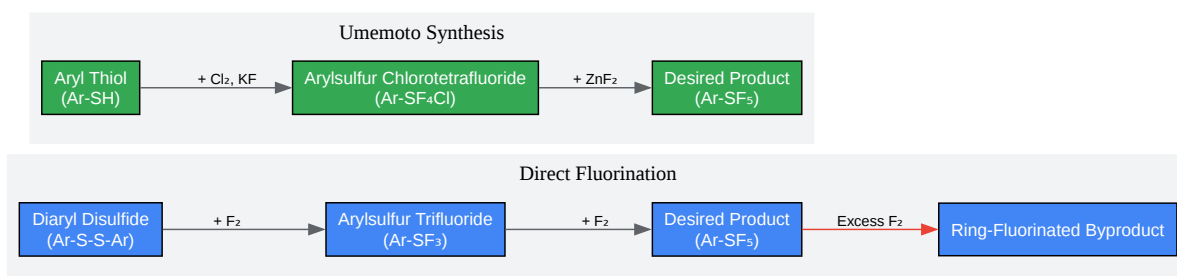 Umemoto Synthesis
Aryl Thiol
(Ar-SH)
+ Cl₂, KF
Arylsulfur Chlorotetrafluoride
(Ar-SF₄Cl)
+ ZnF₂
Desired Product
(Ar-SF₅)
Direct Fluorination
Diaryl Disulfide
(Ar-S-S-Ar)
+ F₂
Arylsulfur Trifluoride
(Ar-SF₃)
+ F₂
Desired Product
(Ar-SF₅)
Excess F₂
Ring-Fluorinated Byproduct